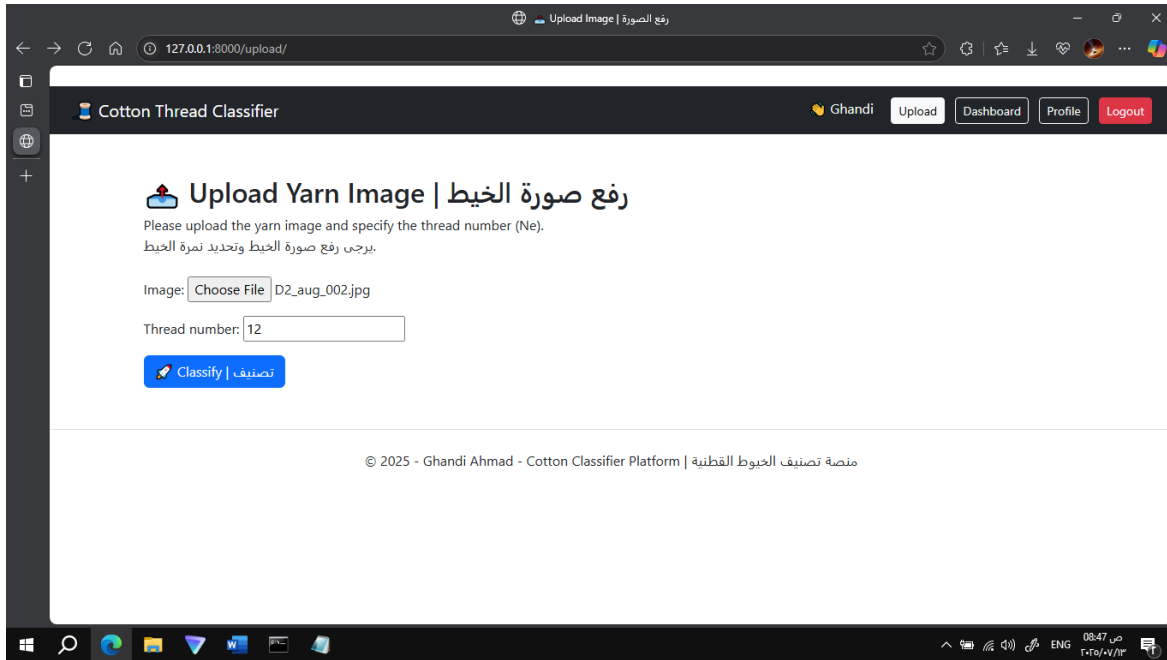 Upload Image | رفع الصورة
127.0.0.1:8000/upload/
Cotton Thread Classifier
Ghandi
Upload
Dashboard
Profile
Logout
Upload Yarn Image | رفع صورة الخيط
Please upload the yarn image and specify the thread number (Ne).
.يرجى رفع صورة الخيط وتحديد نمرة الخيط
Image: Choose File D2_aug_002.jpg
Thread number: 12
Classify | تصنيف
© 2025 - Ghandi Ahmad - Cotton Classifier Platform | منصة تصنيف الخيوط القطنية
ENG
08:47 ص
٢٠٢٥/٠٧/١٣